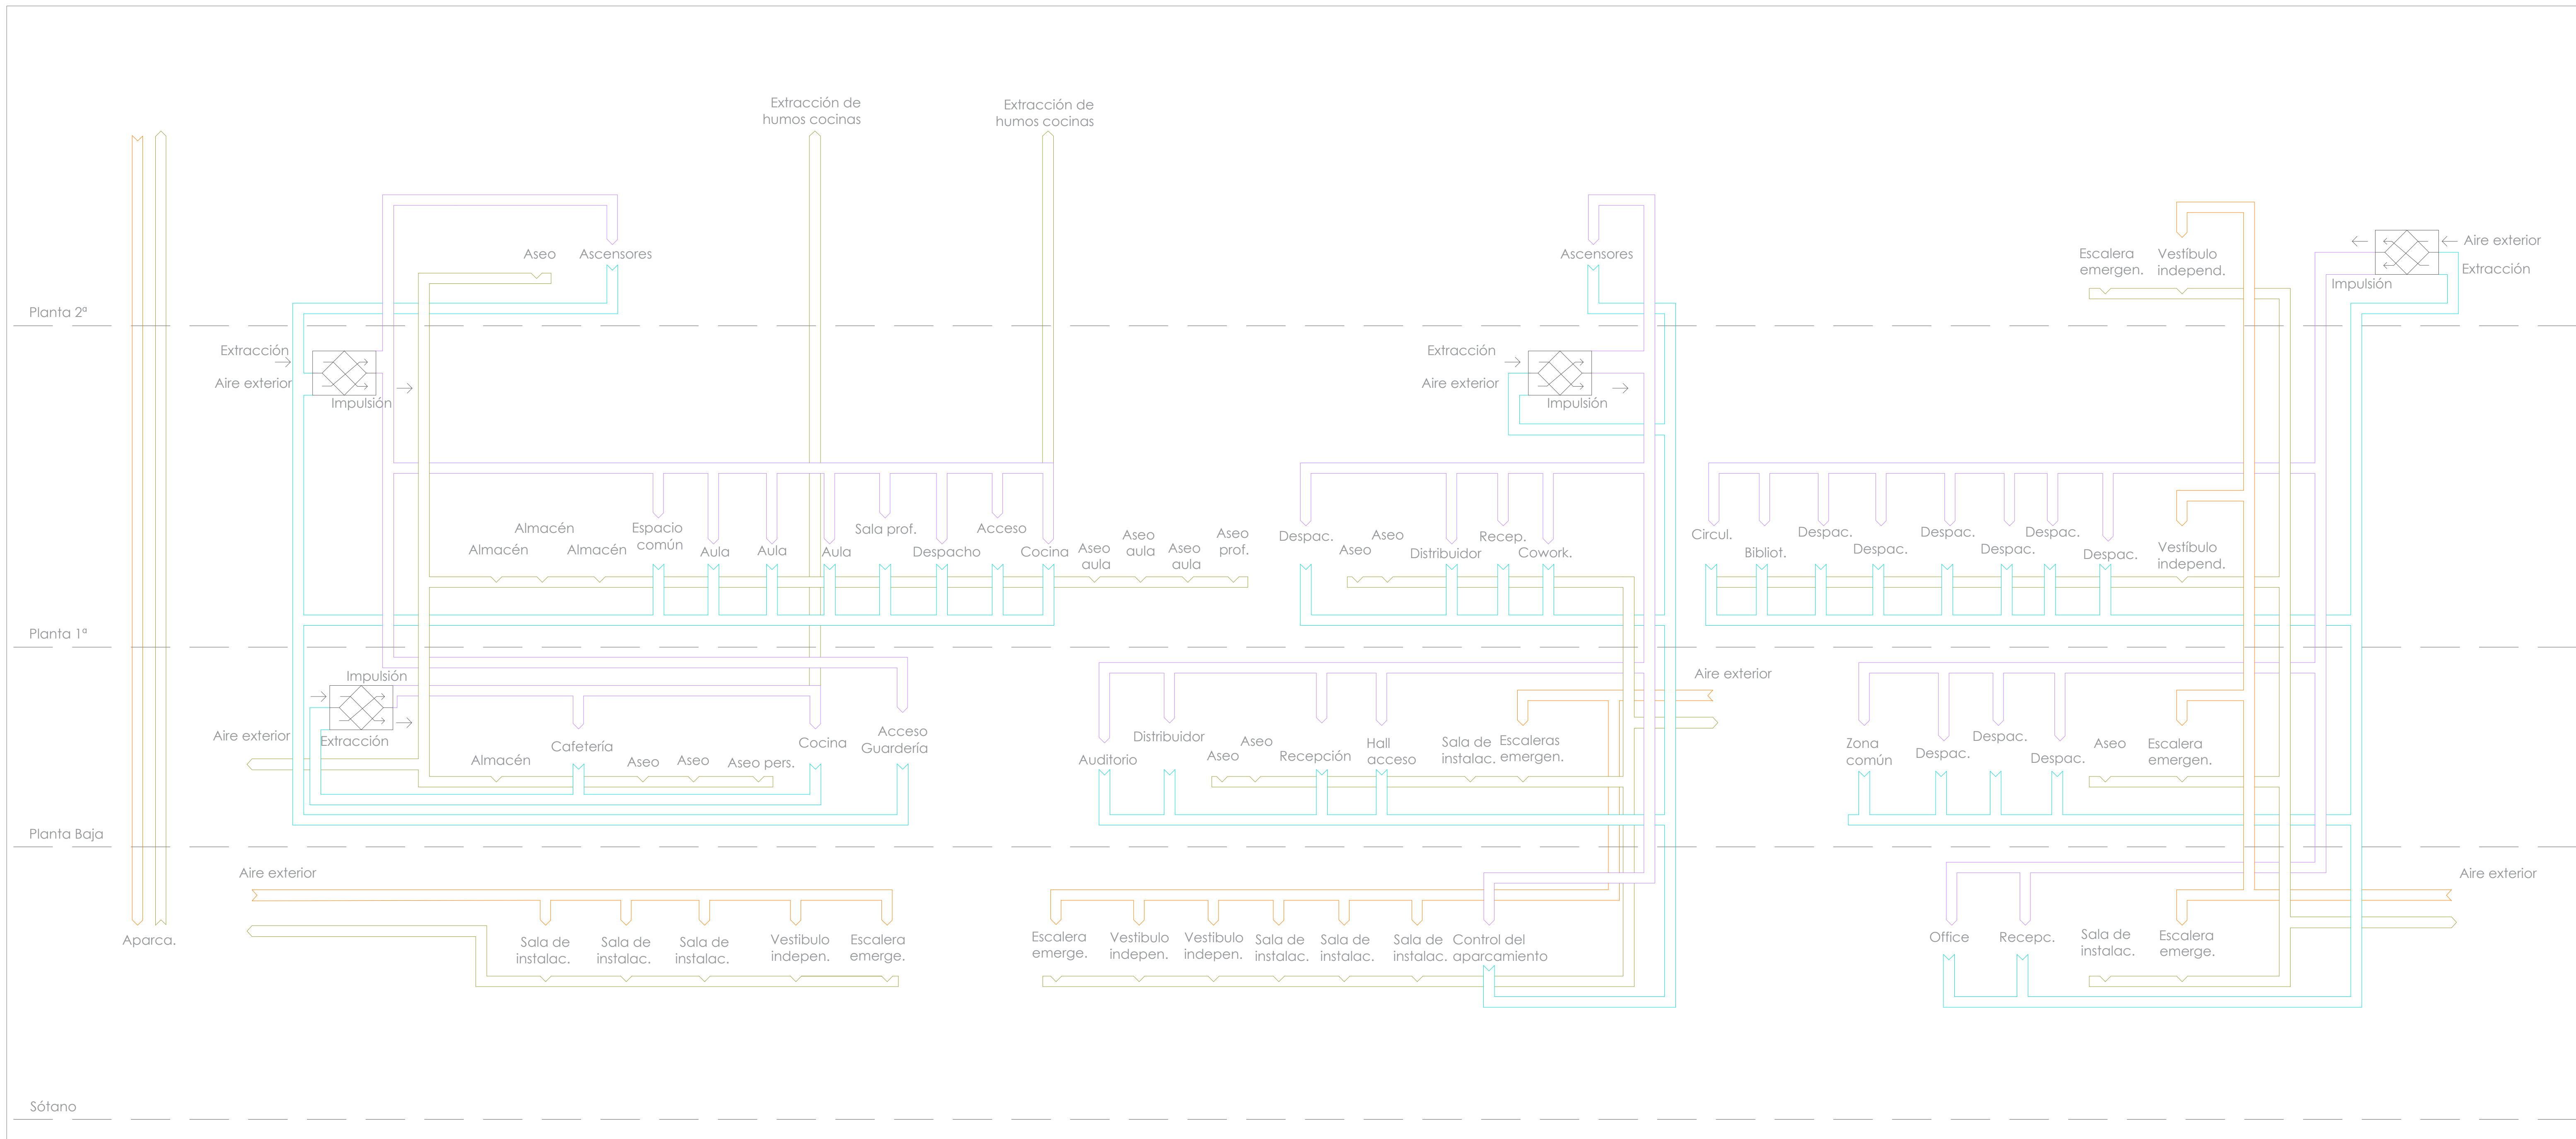 Extracción de
humos cocinas
Extracción de
humos cocinas
Aseo
Ascensores
Ascensores
Escalera
emergen.
Vestíbulo
independ.
Aire exterior
Extracción
Impulsión
Planta 2ª
Extracción
Aire exterior
Impulsión
Extracción
Aire exterior
Impulsión
Almacén
Almacén
Almacén
Espacio
común
Aula
Aula
Aula
Sala prof.
Despacho
Acceso
Cocina
Aseo
aula
Aseo
aula
Aseo
aula
Aseo
prof.
Despac.
Aseo
Aseo
Distribuidor
Recep.
Cowork.
Circul.
Bibliot.
Despac.
Despac.
Despac.
Despac.
Despac.
Despac.
Vestíbulo
independ.
Planta 1ª
Impulsión
Aire exterior
Extracción
Almacén
Cafetería
Aseo
Aseo
Aseo pers.
Cocina
Acceso
Guardería
Auditorio
Distribuidor
Aseo
Aseo
Recepción
Hall
acceso
Sala de
instalac.
Escaleras
emergen.
Aire exterior
Zona
común
Despac.
Despac.
Despac.
Aseo
Escalera
emergen.
Planta Baja
Aire exterior
Aire exterior
Aparca.
Sala de
instalac.
Sala de
instalac.
Sala de
instalac.
Vestibulo
indepen.
Escalera
emerge.
Escalera
emerge.
Vestibulo
indepen.
Vestibulo
indepen.
Sala de
instalac.
Sala de
instalac.
Sala de
instalac.
Control del
aparcamiento
Office
Recepc.
Sala de
instalac.
Escalera
emerge.
Sótano